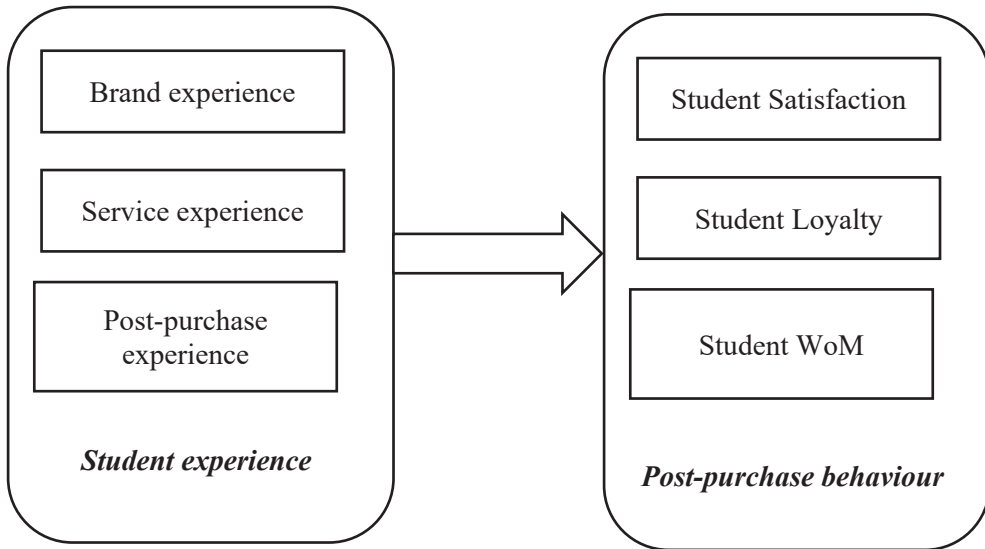 Brand experience
Service experience
Post-purchase
experience
Student experience
Student Satisfaction
Student Loyalty
Student WoM
Post-purchase behaviour